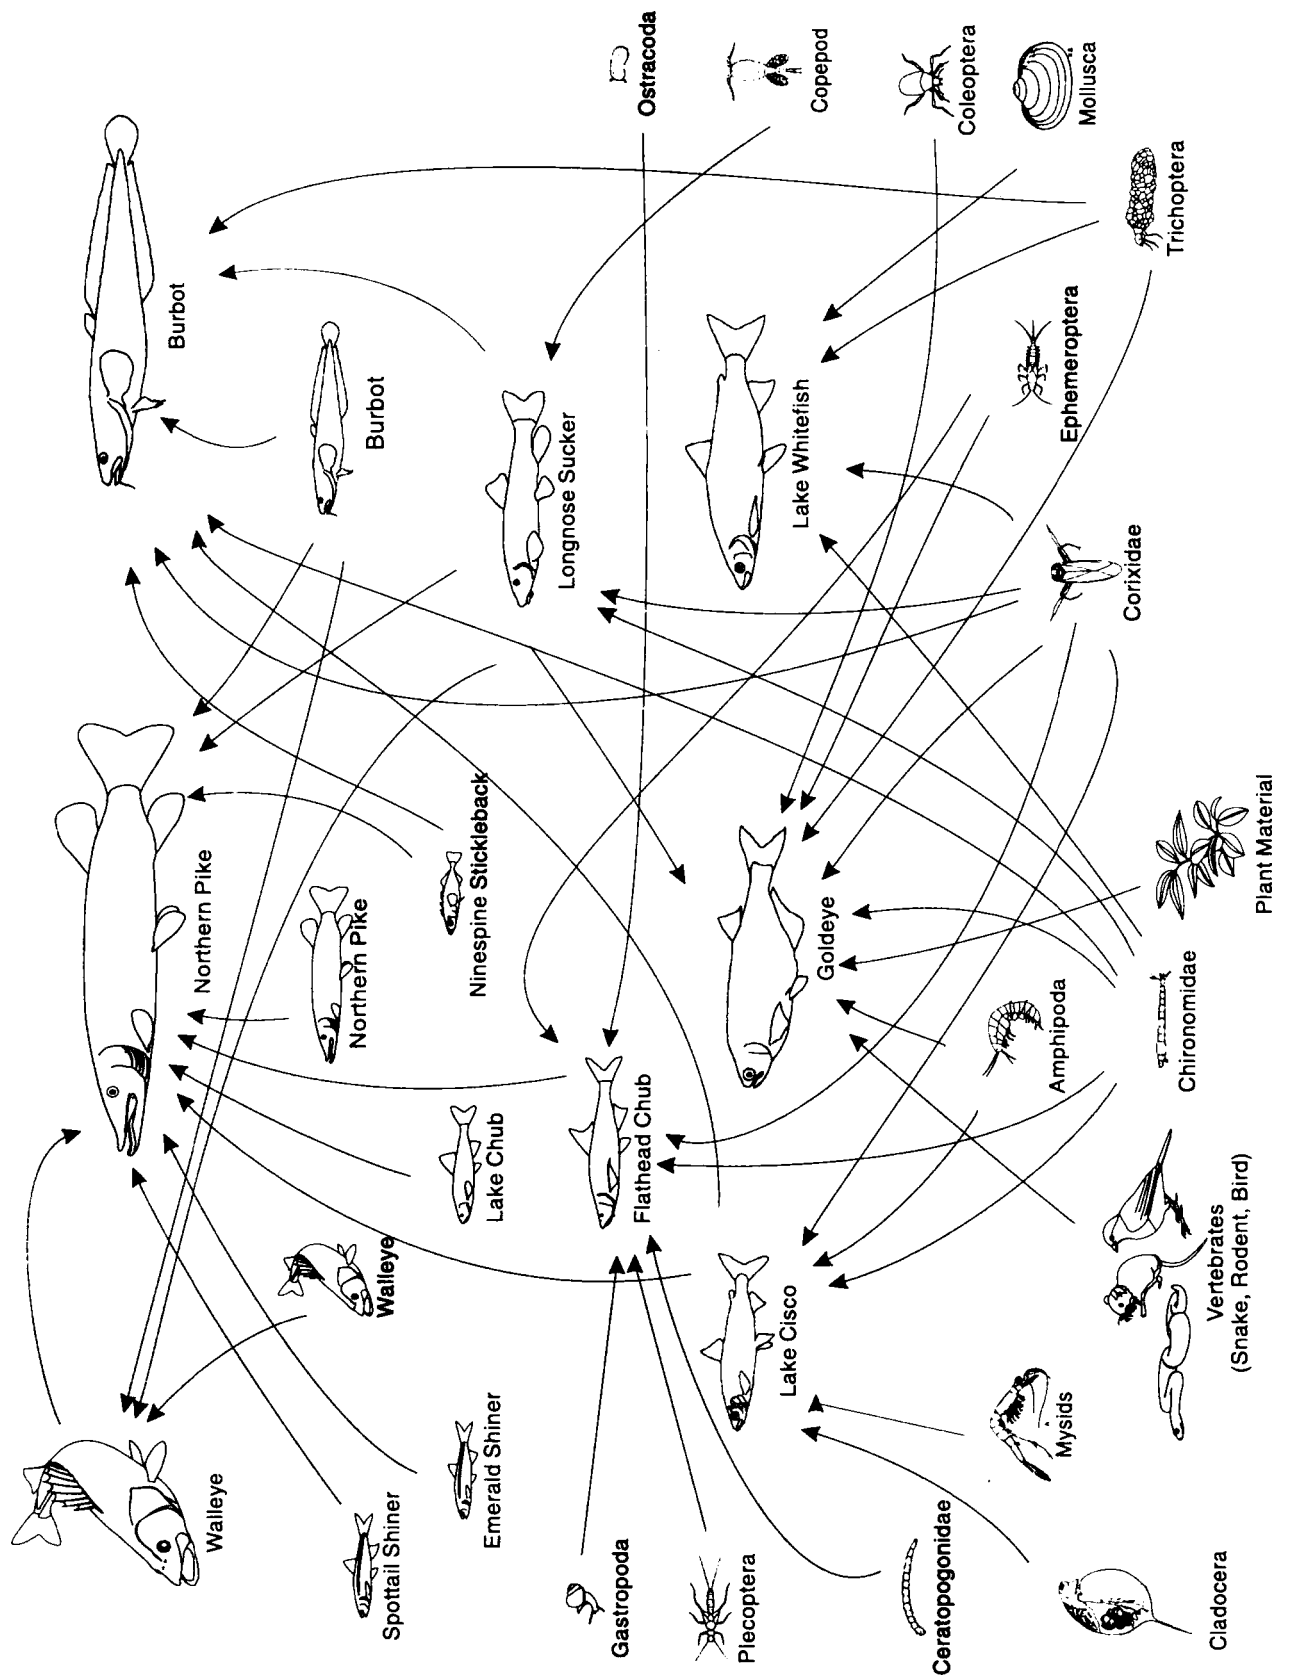 Walleye
Northern Pike
Burbot
Spottail Shiner
Walleye
Northern Pike
Burbot
Emerald Shiner
Lake Chub
Ninespine Stickleback
Longnose Sucker
Gastropoda
Flathead Chub
Ostracoda
Plecoptera
Lake Cisco
Goldeye
Lake Whitefish
Copepod
Ceratopogonidae
Mysids
Amphipoda
Ephemeroptera
Coleoptera
Mollusca
Cladocera
Vertebrates
(Snake, Rodent, Bird)
Chironomidae
Plant Material
Corixidae
Trichoptera